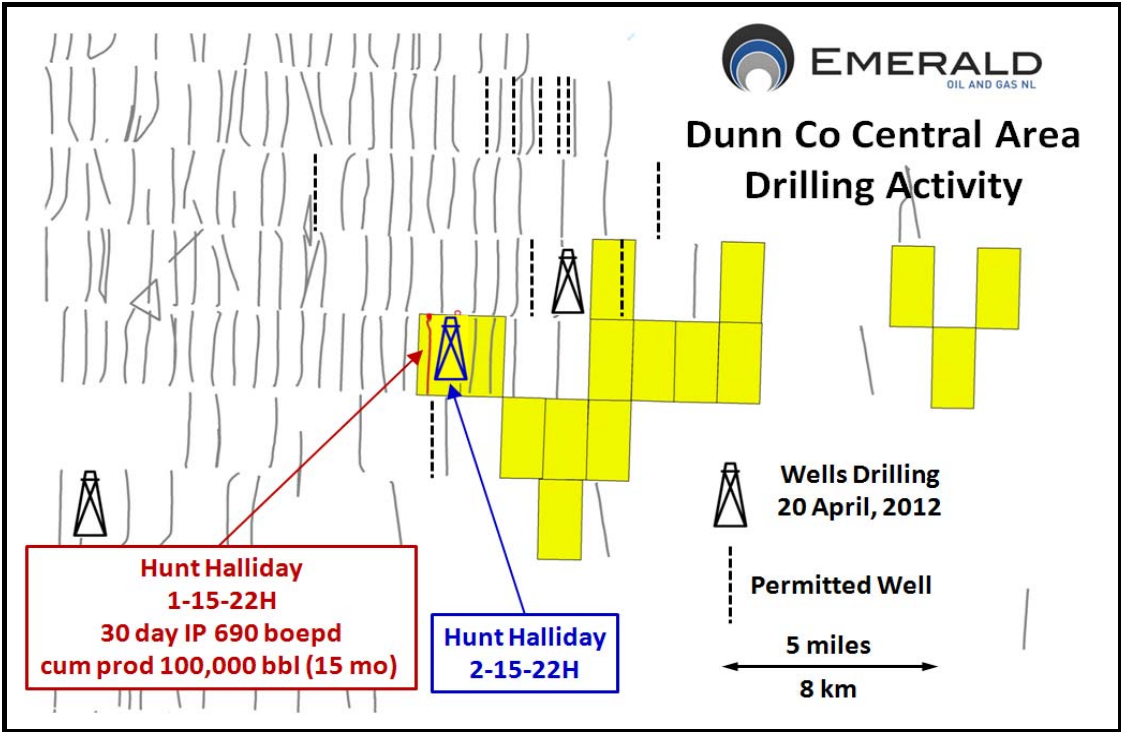 EMERALD
OIL AND GAS NL
Dunn Co Central Area
Drilling Activity
Wells Drilling
20 April, 2012
Permitted Well
5 miles
8 km
Hunt Halliday
1-15-22H
30 day IP 690 boepd
cum prod 100,000 bbl (15 mo)
Hunt Halliday
2-15-22H